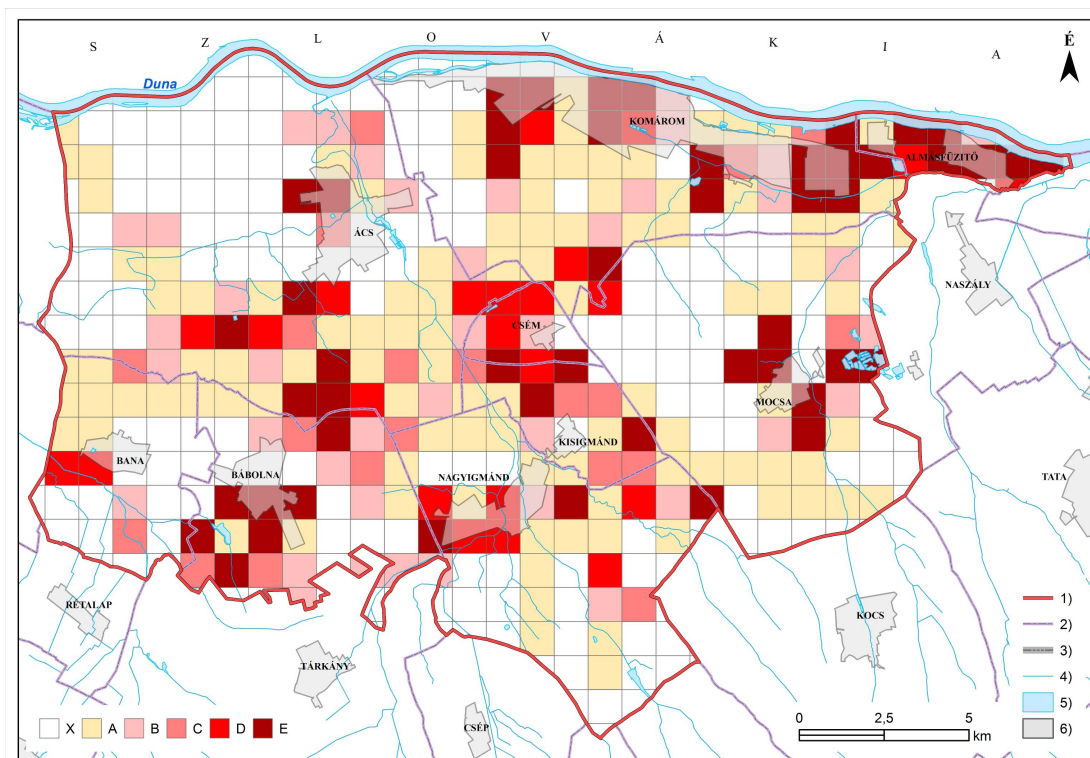 S Z L O V Á K I A
É
Duna
KOMÁROM
ALMÁSFÜZITŐ
ÁCS
NASZÁLY
CSÉM
MOCSA
KISIGMÁND
BANA
BÁBOLNA
NAGYIGMÁND
TATA
RÉTALAP
KOCS
TÁRKÁNY
CSÉP
X A B C D E
0 2,5 5
km
1)
2)
3)
4)
5)
6)